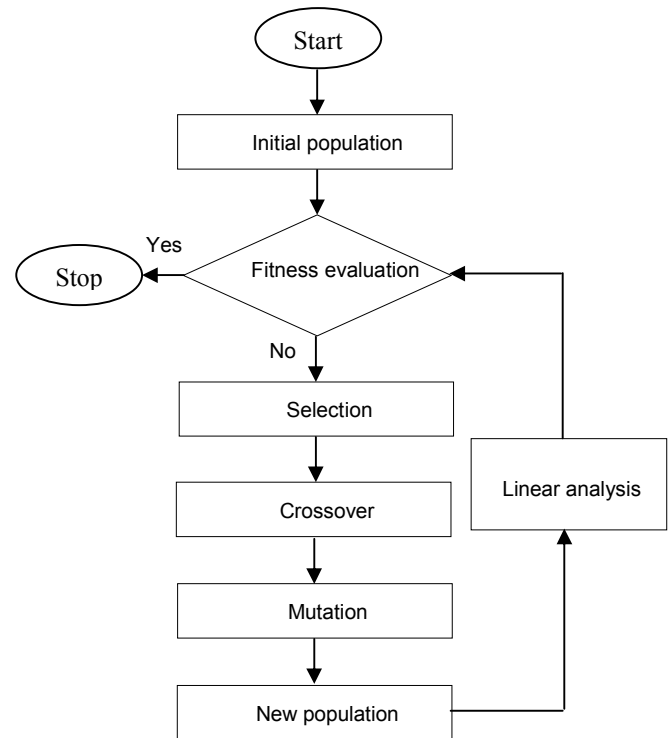 Start
Initial population
Yes
Fitness evaluation
Stop
No
Selection
Linear analysis
Crossover
Mutation
New population